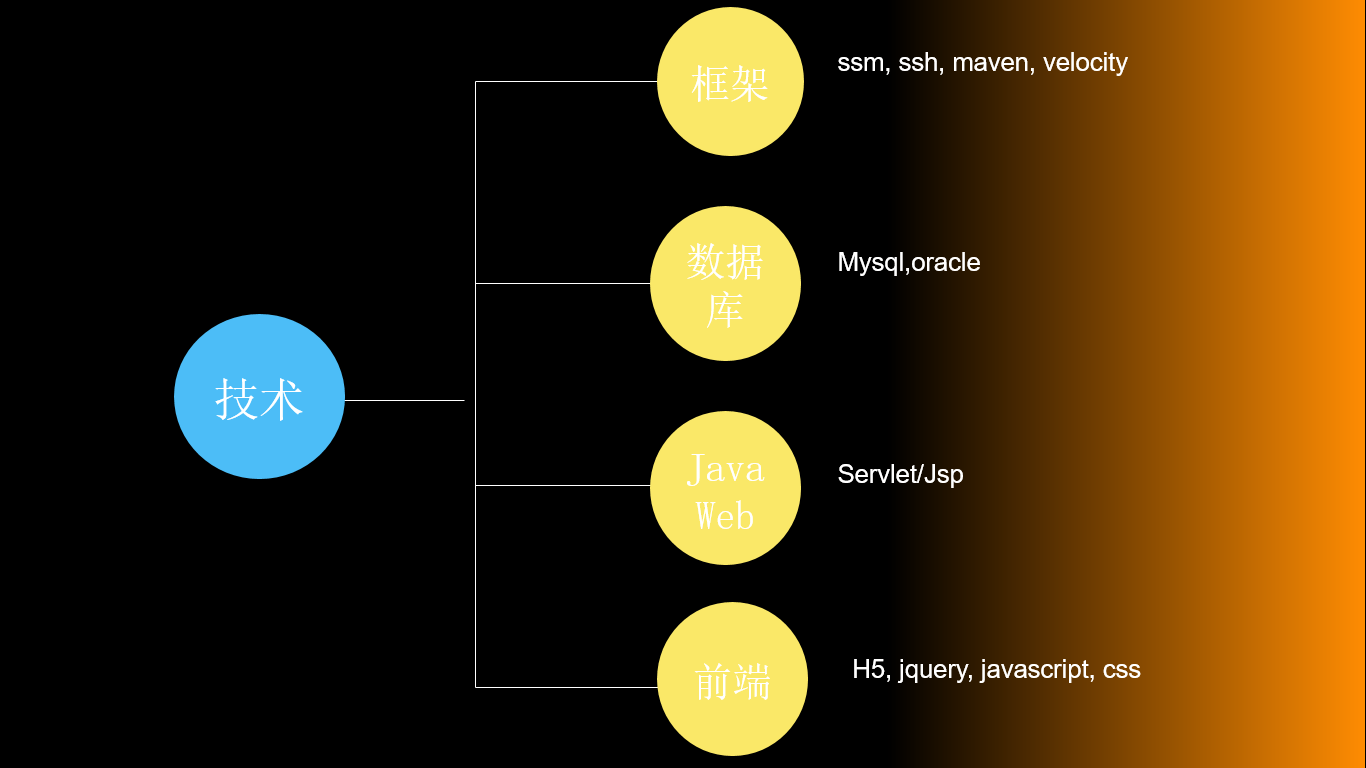 技术
框架
ssm, ssh, maven, velocity
数据
库
Mysql,oracle
Java
Web
Servlet/Jsp
前端
H5, jquery, javascript, css